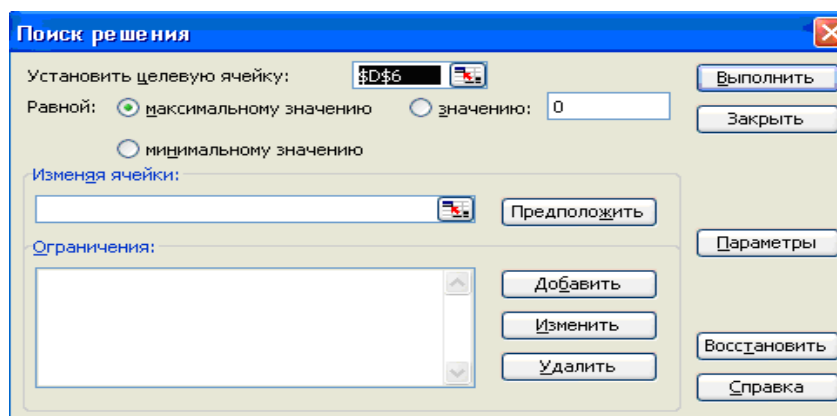 Поиск решения
Установить целевую ячейку: $D$6
Выполнить
Равной: максимальному значению значению: 0
Закрыть
минимальному значению
Изменяя ячейки:
Предположить
Ограничения:
Параметры
Добавить
Изменить
Восстановить
Удалить
Справка